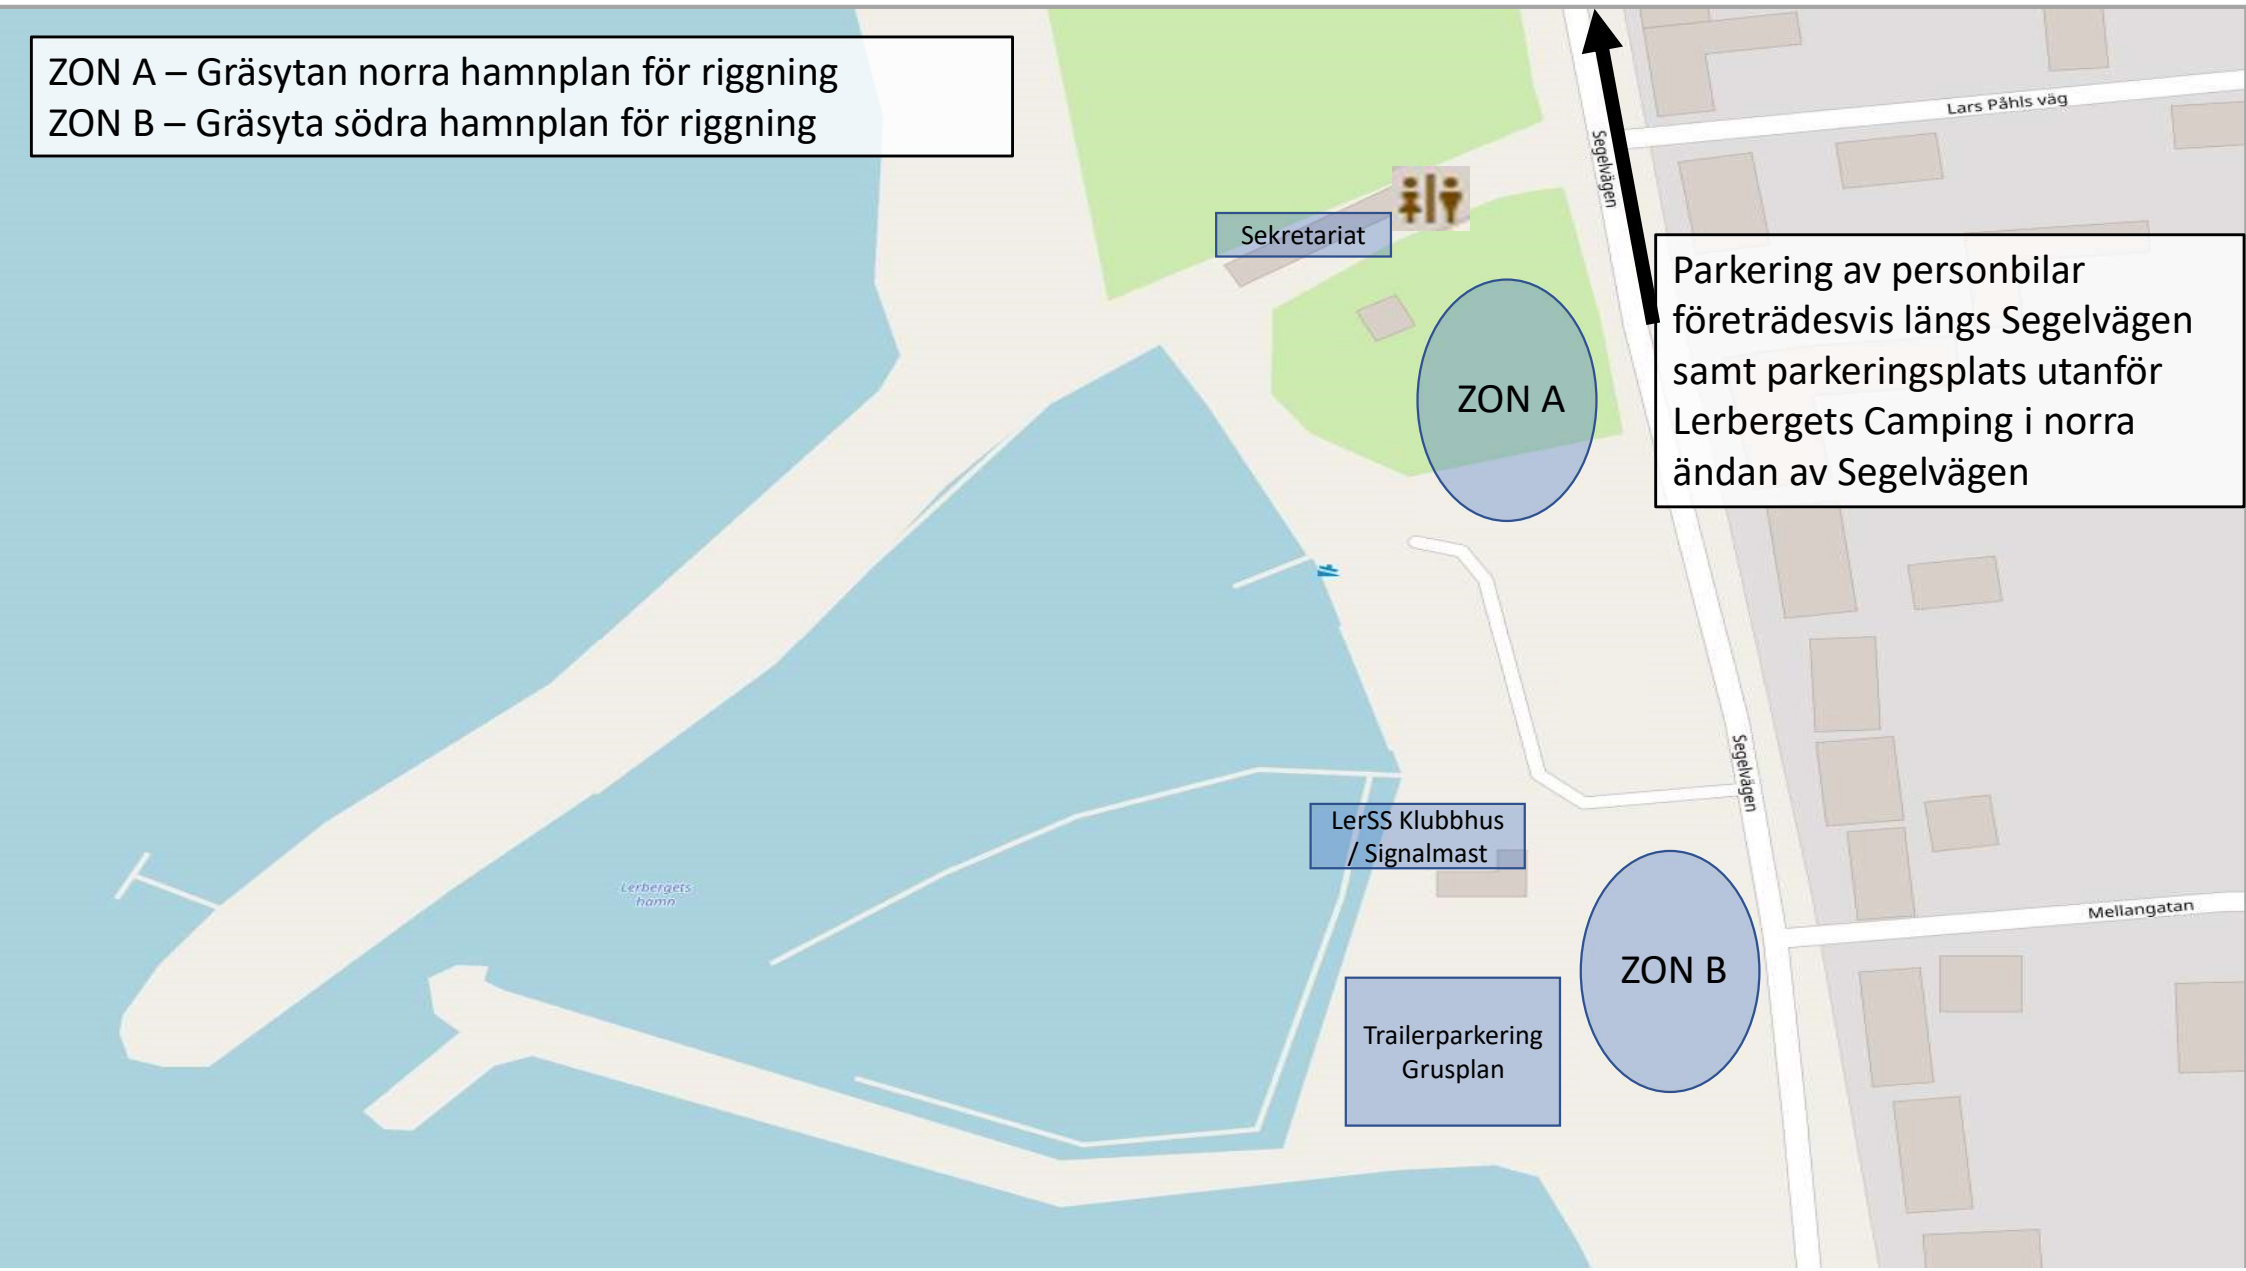 ZON A – Gräsytan norra hamnplan för riggning
ZON B – Gräsyta södra hamnplan för riggning
Lars Påhls väg
Segelvägen
Sekretariat
Parkering av personbilar
företrädesvis längs Segelvägen
samt parkeringsplats utanför
Lerbergets Camping i norra
ändan av Segelvägen
ZON A
Segelvägen
LerSS Klubbhus
/ Signalmast
Lerbergets
hamn
Mellangatan
ZON B
Trailerparkering
Grusplan